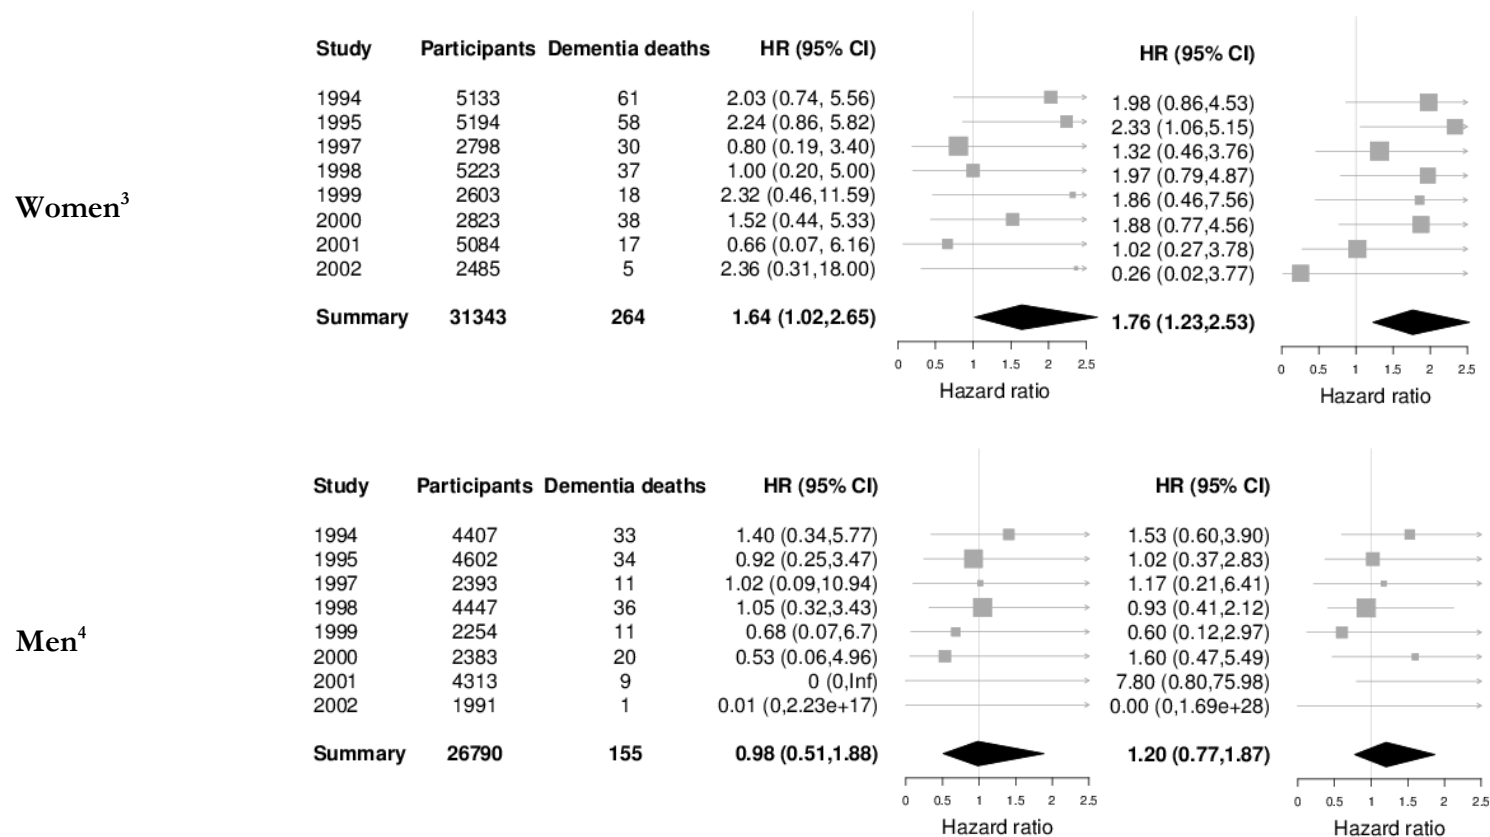 Study Participants Dementia deaths HR (95% CI) HR (95% CI)
1994 5133 61 2.03 (0.74, 5.56) 1.98 (0.86,4.53)
1995 5194 58 2.24 (0.86, 5.82) 2.33 (1.06,5.15)
1997 2798 30 0.80 (0.19, 3.40) 1.32 (0.46,3.76)
1998 5223 37 1.00 (0.20, 5.00) 1.97 (0.79,4.87)
Women³
1999 2603 18 2.32 (0.46,11.59) 1.86 (0.46,7.56)
2000 2823 38 1.52 (0.44, 5.33) 1.88 (0.77,4.56)
2001 5084 17 0.66 (0.07, 6.16) 1.02 (0.27,3.78)
2002 2485 5 2.36 (0.31,18.00) 0.26 (0.02,3.77)
Summary 31343 264 1.64 (1.02,2.65) 1.76 (1.23,2.53)
0 0.5 1 1.5 2 2.5 0 0.5 1 1.5 2 2.5
Hazard ratio Hazard ratio
Study Participants Dementia deaths HR (95% CI) HR (95% CI)
1994 4407 33 1.40 (0.34,5.77) 1.53 (0.60,3.90)
1995 4602 34 0.92 (0.25,3.47) 1.02 (0.37,2.83)
1997 2393 11 1.02 (0.09,10.94) 1.17 (0.21,6.41)
1998 4447 36 1.05 (0.32,3.43) 0.93 (0.41,2.12)
1999 2254 11 0.68 (0.07,6.7) 0.60 (0.12,2.97)
Men⁴
2000 2383 20 0.53 (0.06,4.96) 1.60 (0.47,5.49)
2001 4313 9 0 (0,Inf) 7.80 (0.80,75.98)
2002 1991 1 0.01 (0,2.23e+17) 0.00 (0,1.69e+28)
Summary 26790 155 0.98 (0.51,1.88) 1.20 (0.77,1.87)
0 0.5 1 1.5 2 2.5 0 0.5 1 1.5 2 2.5
Hazard ratio Hazard ratio